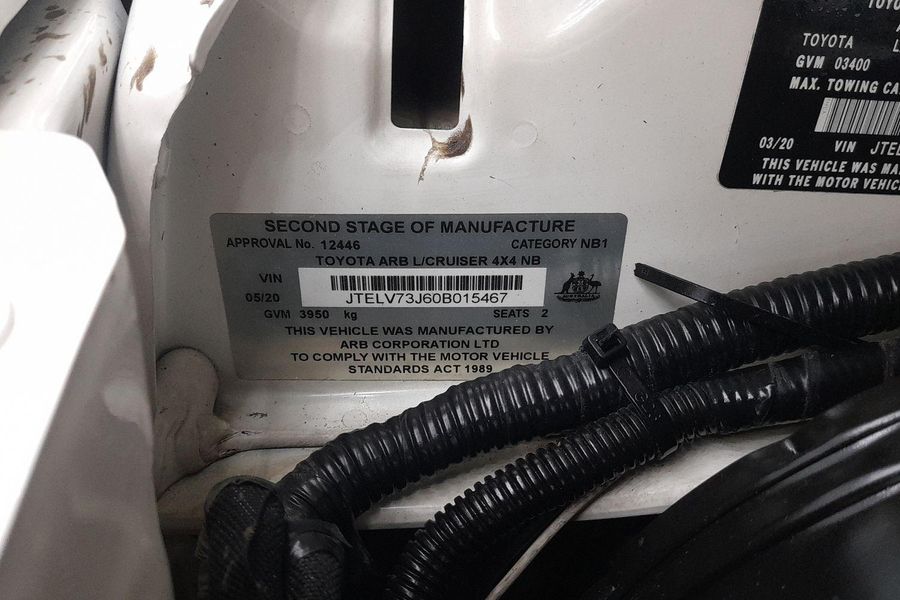 SECOND STAGE OF MANUFACTURE
APPROVAL No. 12446 CATEGORY NB1
TOYOTA ARB L/CRUISER 4X4 NB
VIN
JTELV73J60B015467
05/20
GVM 3950 kg SEATS 2
THIS VEHICLE WAS MANUFACTURED BY
ARB CORPORATION LTD
TO COMPLY WITH THE MOTOR VEHICLE
STANDARDS ACT 1989
AUSTRALIA
TOYOTA
GVM 03400
MAX. TOWING
03/20 VIN
THIS VEHICLE WAS
WITH THE MOTOR